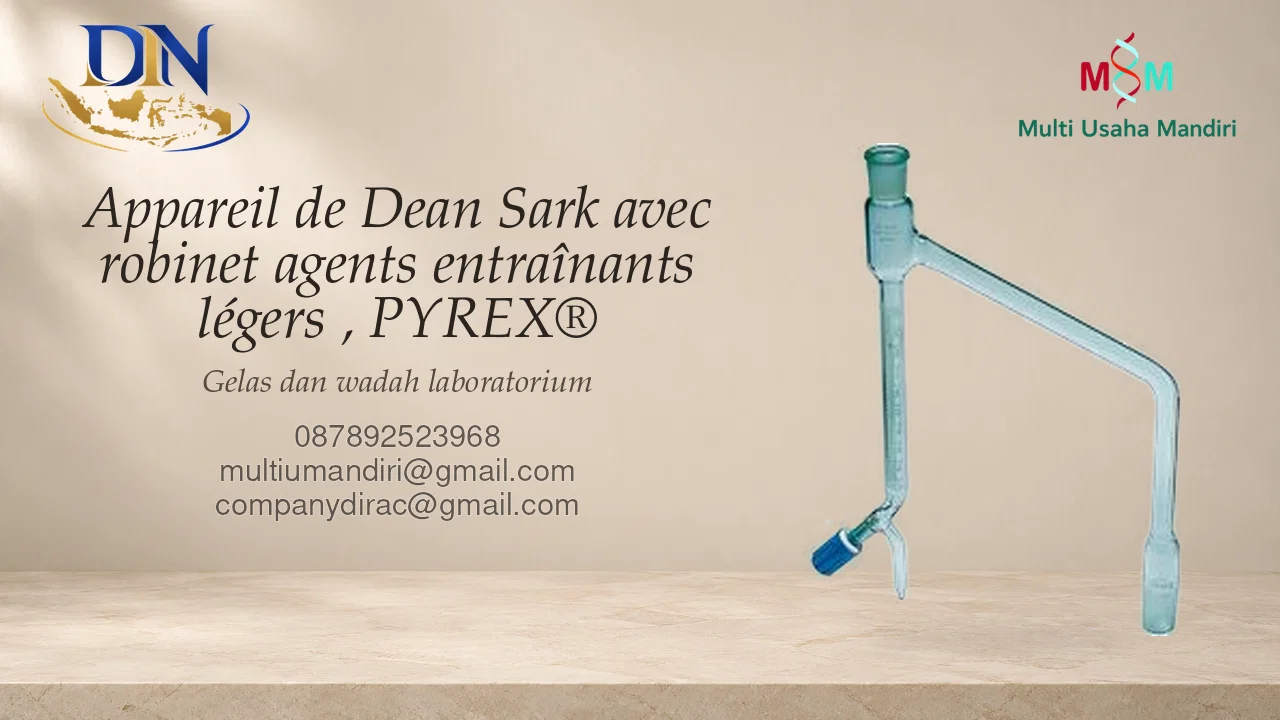 DN
M M
Multi Usaha Mandiri
Appareil de Dean Sark avec
robinet agents entraînants
légers , PYREX®
Gelas dan wadah laboratorium
087892523968
multiumandiri@gmail.com
companydirac@gmail.com